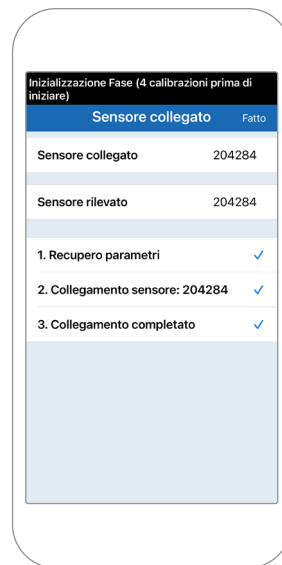 Inizializzazione Fase (4 calibrazioni prima di
iniziare)
Sensore collegato Fatto
Sensore collegato 204284
Sensore rilevato 204284
1. Recupero parametri
2. Collegamento sensore: 204284
3. Collegamento completato